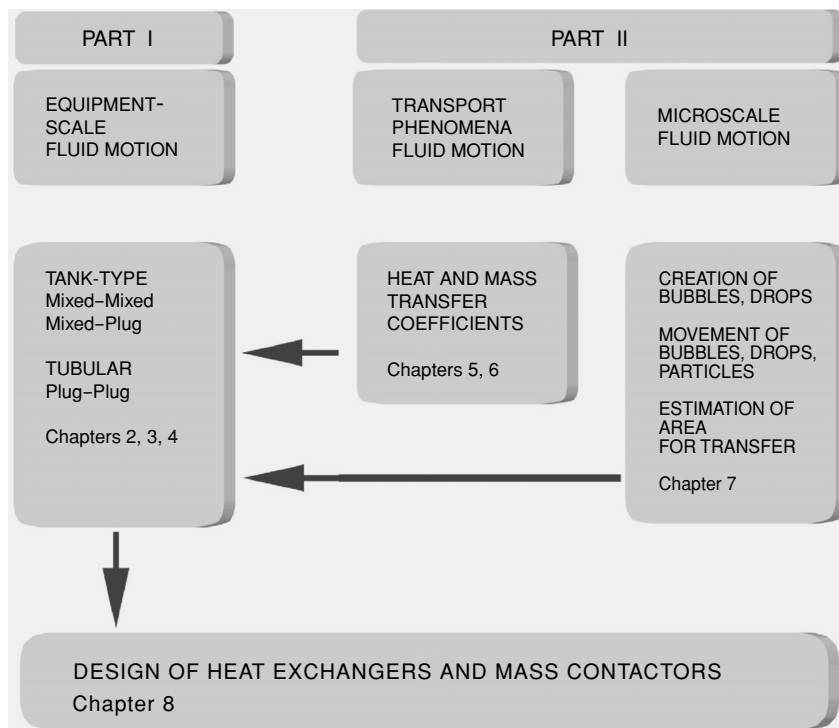 PART I
PART II
EQUIPMENT-
SCALE
FLUID MOTION
TRANSPORT
PHENOMENA
FLUID MOTION
MICROSCALE
FLUID MOTION
TANK-TYPE
Mixed–Mixed
Mixed–Plug
TUBULAR
Plug–Plug
Chapters 2, 3, 4
HEAT AND MASS
TRANSFER
COEFFICIENTS
Chapters 5, 6
CREATION OF
BUBBLES, DROPS
MOVEMENT OF
BUBBLES, DROPS,
PARTICLES
ESTIMATION OF
AREA
FOR TRANSFER
Chapter 7
DESIGN OF HEAT EXCHANGERS AND MASS CONTACTORS
Chapter 8